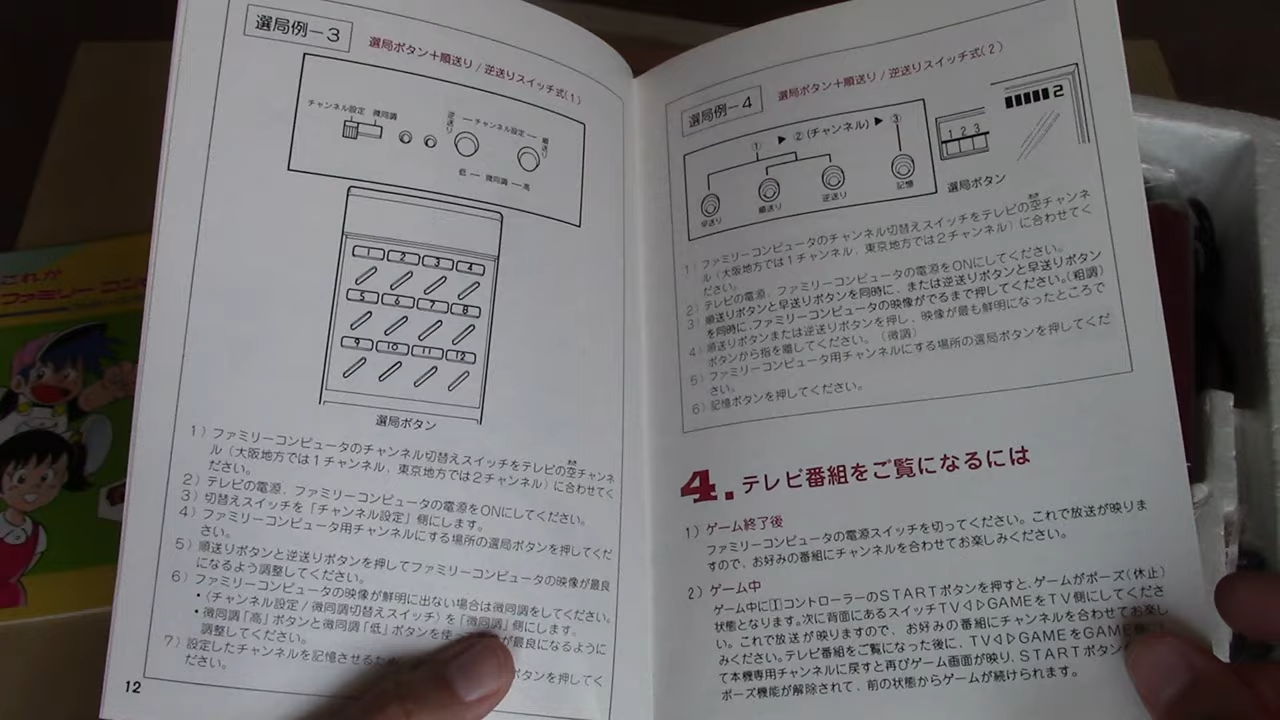 選局例－3
選局ボタン＋順送り/逆送りスイッチ式(1)
チャンネル設定 微同調
逆送り ―チャンネル設定― 順送り
低 ― 微同調 ― 高
1 2 3 4
5 6 7 8
9 10 11 12
選局ボタン
1）ファミリーコンピュータのチャンネル切替えスイッチをテレビの空チャンネ
ル（大阪地方では1チャンネル，東京地方では2チャンネル）に合わせてく
ださい。
2）テレビの電源，ファミリーコンピュータの電源をONにしてください。
3）切替えスイッチを「チャンネル設定」側にします。
4）ファミリーコンピュータ用チャンネルにする場所の選局ボタンを押してくだ
さい。
5）順送りボタンと逆送りボタンを押してファミリーコンピュータの映像が最良
になるよう調整してください。
6）ファミリーコンピュータの映像が鮮明に出ない場合は微同調をしてください。
・〈チャンネル設定/微同調切替えスイッチ〉を「微同調」側にします。
・微同調「高」ボタンと微同調「低」ボタンを使っ が最良になるように
調整してください。
7）設定したチャンネルを記憶させるた ボタンを押してく
ださい。
12
選局例－4
選局ボタン＋順送り/逆送りスイッチ式(2)
① ▶ ②(チャンネル) ▶ ③
早送り 順送り 逆送り 記憶
1 2 3
2
選局ボタン
1）ファミリーコンピュータのチャンネル切替えスイッチをテレビの空チャンネ
ル（大阪地方では1チャンネル，東京地方では2チャンネル）に合わせてく
ださい。
2）テレビの電源，ファミリーコンピュータの電源をONにしてください。
3）順送りボタンと早送りボタンを同時に，または逆送りボタンと早送りボタン
を同時に，ファミリーコンピュータの映像がでるまで押してください。（粗調）
4）順送りボタンまたは逆送りボタンを押し，映像が最も鮮明になったところで
ボタンから指を離してください。（微調）
5）ファミリーコンピュータ用チャンネルにする場所の選局ボタンを押してくだ
さい。
6）記憶ボタンを押してください。
4.テレビ番組をご覧になるには
1）ゲーム終了後
ファミリーコンピュータの電源スイッチを切ってください。これで放送が映りま
すので、お好みの番組にチャンネルを合わせてお楽しみください。
2）ゲーム中
ゲーム中にⅠコントローラーのSTARTボタンを押すと、ゲームがポーズ（休止）
状態となります。次に背面にあるスイッチTV◁▷GAMEをTV側にしてくださ
い。これで放送が映りますので、お好みの番組にチャンネルを合わせてお楽し
みください。テレビ番組をご覧になった後に，TV◁▷GAMEをGAME側
て本機専用チャンネルに戻すと再びゲーム画面が映り，STARTボタン
ポーズ機能が解除されて、前の状態からゲームが続けられます。
これが
ファミリーコン